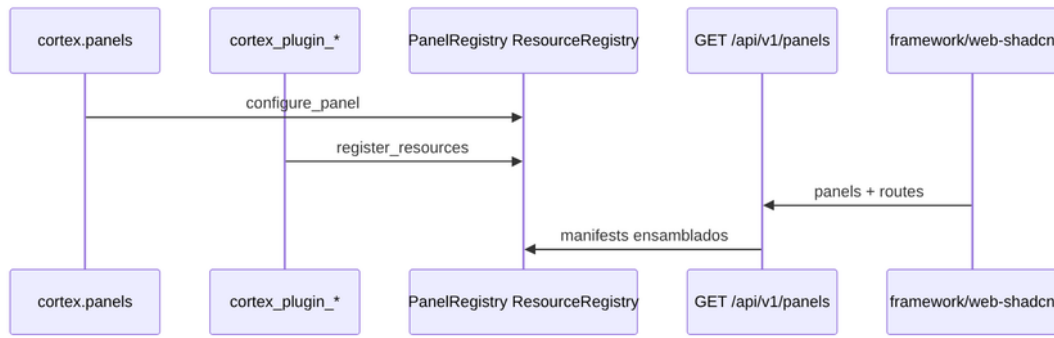 cortex.panels
cortex_plugin_*
PanelRegistry ResourceRegistry
GET /api/v1/panels
framework/web-shadcn
configure_panel
register_resources
panels + routes
manifests ensamblados
cortex.panels
cortex_plugin_*
PanelRegistry ResourceRegistry
GET /api/v1/panels
framework/web-shadcn